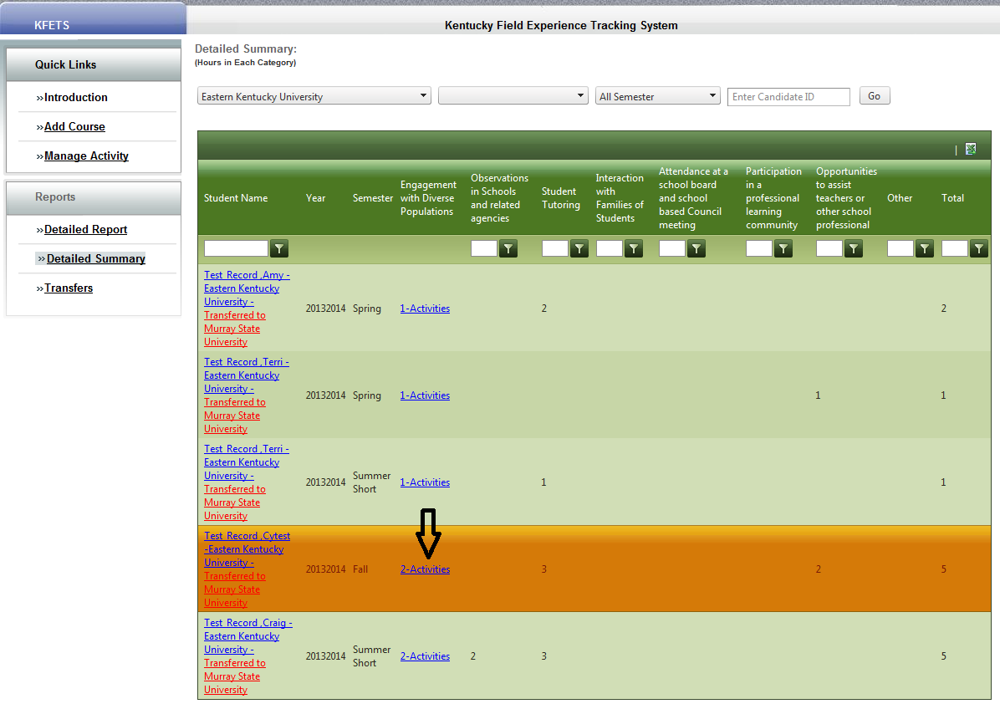 KFETS
Kentucky Field Experience Tracking System
Quick Links
»Introduction
»Add Course
»Manage Activity
Reports
»Detailed Report
»Detailed Summary
»Transfers
Detailed Summary:
(Hours in Each Category)
Eastern Kentucky University
All Semester
Enter Candidate ID
Go
|
Student Name
Year
Semester
Engagement
with Diverse
Populations
Observations
in Schools
and related
agencies
Student
Tutoring
Interaction
with
Families of
Students
Attendance at a
school board
and school
based Council
meeting
Participation
in a
professional
learning
community
Opportunities
to assist
teachers or
other school
professional
Other
Total
Test Record ,Amy -
Eastern Kentucky
University -
Transferred to
Murray State
University
20132014 Spring 1-Activities 2 2
Test Record ,Terri -
Eastern Kentucky
University -
Transferred to
Murray State
University
20132014 Spring 1-Activities 1 1
Test Record ,Terri -
Eastern Kentucky
University -
Transferred to
Murray State
University
20132014 Summer
Short
1-Activities 1 1
Test Record ,Cytest
-Eastern Kentucky
University -
Transferred to
Murray State
University
20132014 Fall 2-Activities 3 2 5
Test Record ,Craig -
Eastern Kentucky
University -
Transferred to
Murray State
University
20132014 Summer
Short
2-Activities 2 3 5